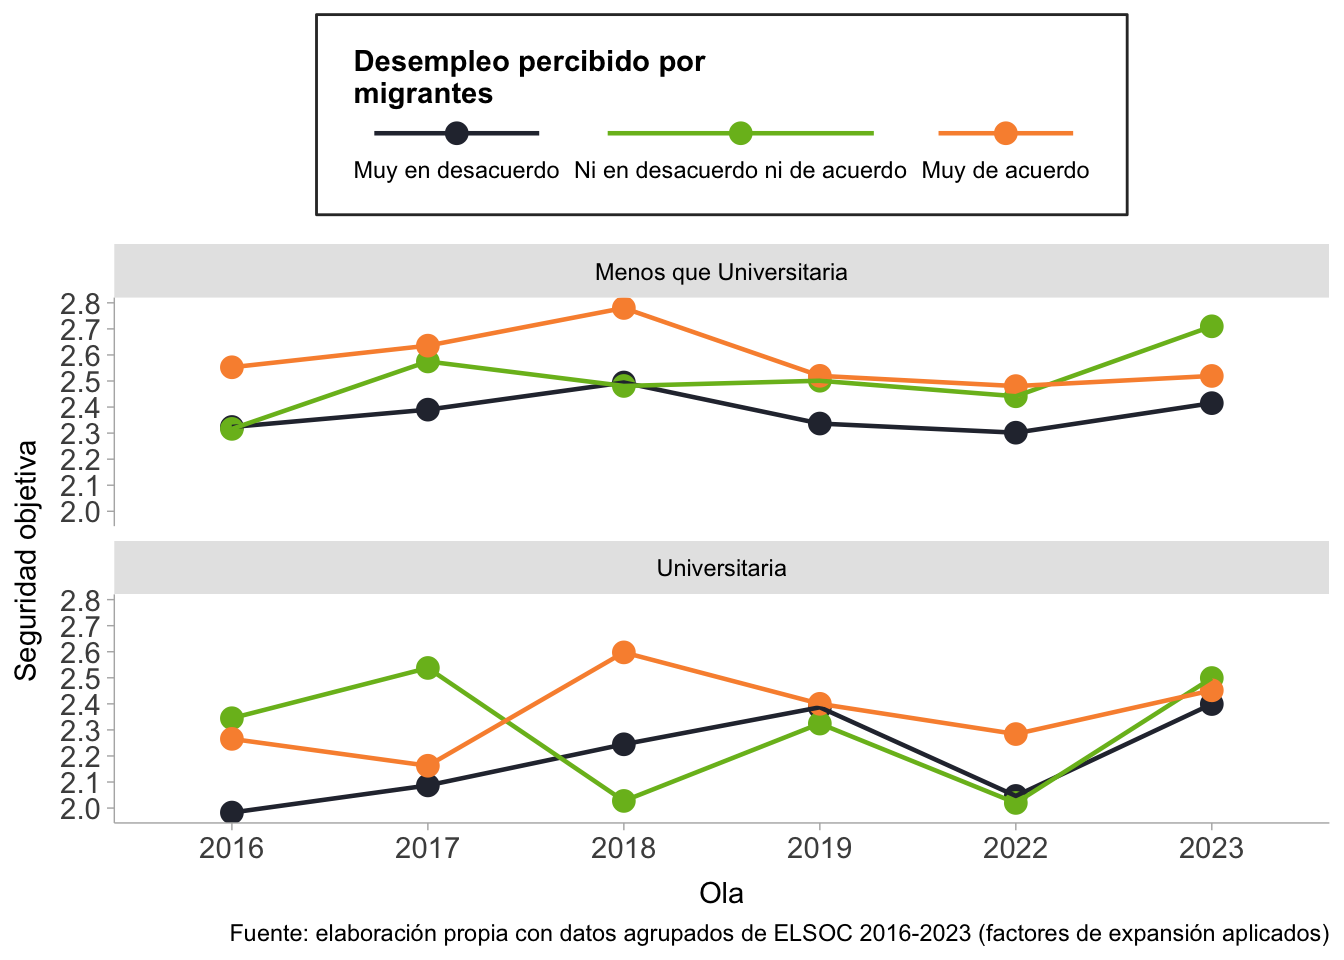 Desempleo percibido por
migrantes
Muy en desacuerdo Ni en desacuerdo ni de acuerdo Muy de acuerdo
Menos que Universitaria
2.8
2.7
2.6
2.5
2.4
2.3
2.2
2.1
2.0
Seguridad objetiva
Universitaria
2.8
2.7
2.6
2.5
2.4
2.3
2.2
2.1
2.0
2016 2017 2018 2019 2022 2023
Ola
Fuente: elaboración propia con datos agrupados de ELSOC 2016-2023 (factores de expansión aplicados)